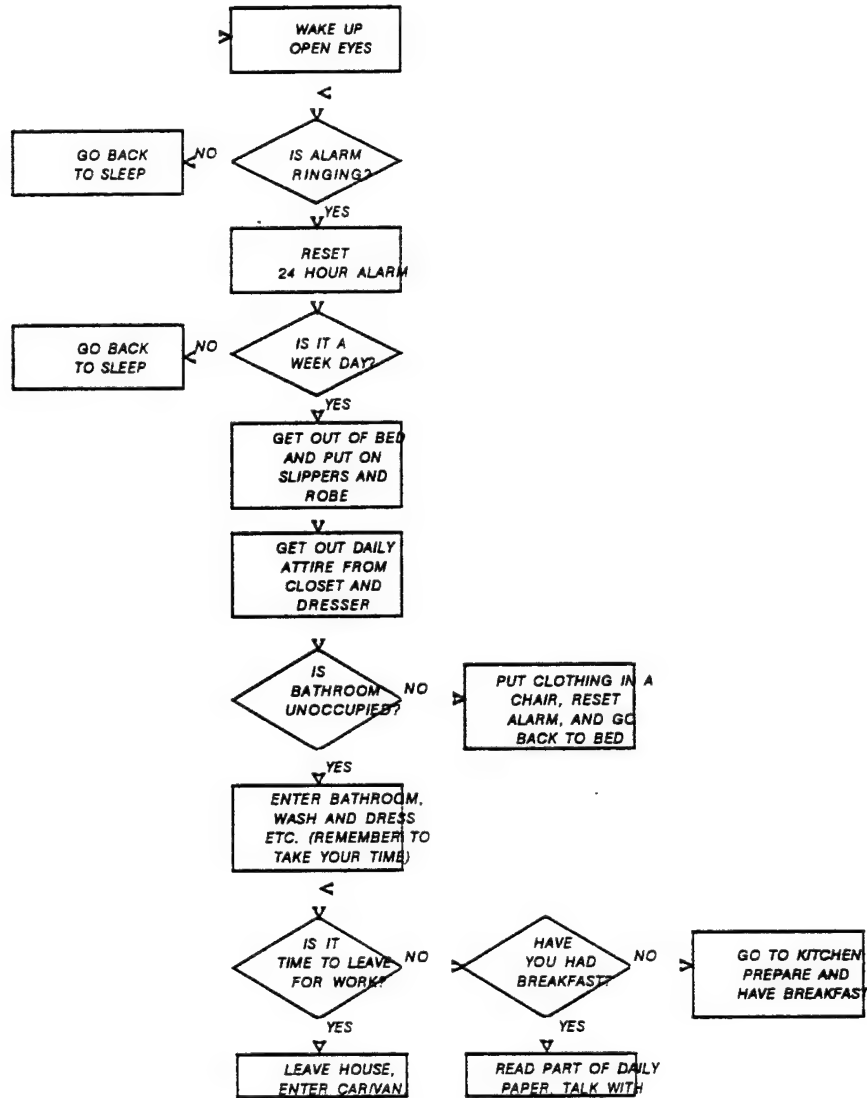 WAKE UP
OPEN EYES
GO BACK
TO SLEEP
NO
IS ALARM
RINGING?
YES
RESET
24 HOUR ALARM
GO BACK
TO SLEEP
NO
IS IT A
WEEK DAY?
YES
GET OUT OF BED
AND PUT ON
SLIPPERS AND
ROBE
GET OUT DAILY
ATTIRE FROM
CLOSET AND
DRESSER
IS
BATHROOM
UNOCCUPIED?
NO
PUT CLOTHING IN A
CHAIR, RESET
ALARM, AND GO
BACK TO BED
YES
ENTER BATHROOM,
WASH AND DRESS
ETC. (REMEMBER TO
TAKE YOUR TIME)
IS IT
TIME TO LEAVE
FOR WORK?
NO
HAVE
YOU HAD
BREAKFAST?
NO
GO TO KITCHEN
PREPARE AND
HAVE BREAKFAST
YES
YES
LEAVE HOUSE,
ENTER CAR/VAN
READ PART OF DAILY
PAPER, TALK WITH